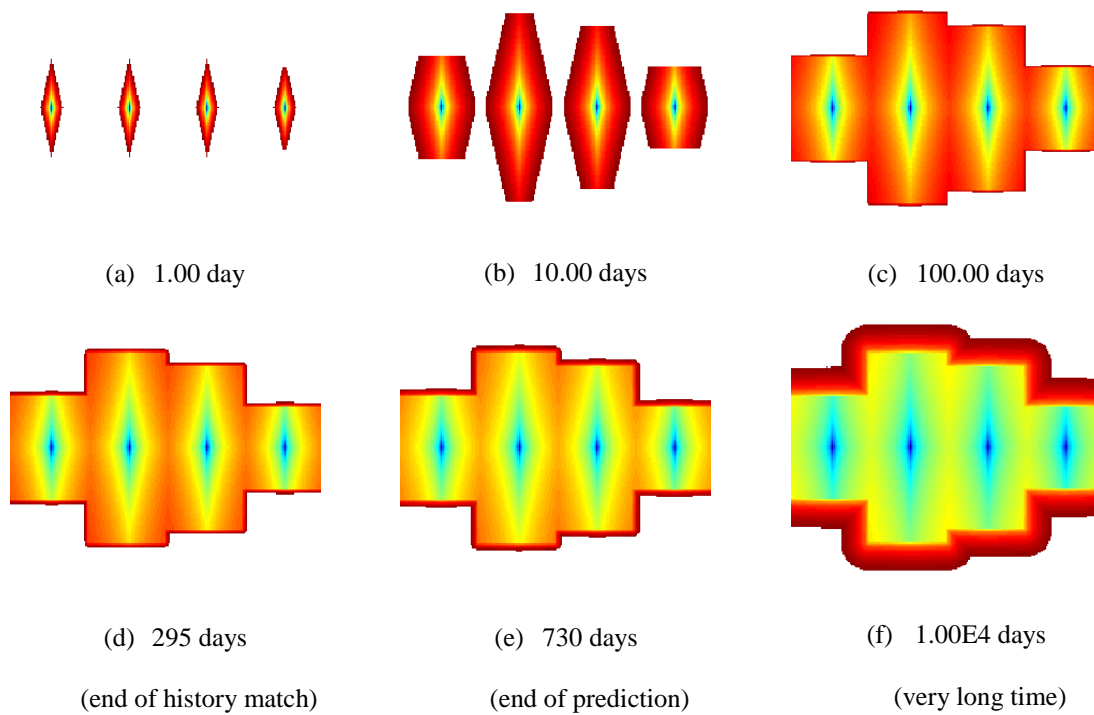 (a) 1.00 day
(b) 10.00 days
(c) 100.00 days
(d) 295 days
(end of history match)
(e) 730 days
(end of prediction)
(f) 1.00E4 days
(very long time)